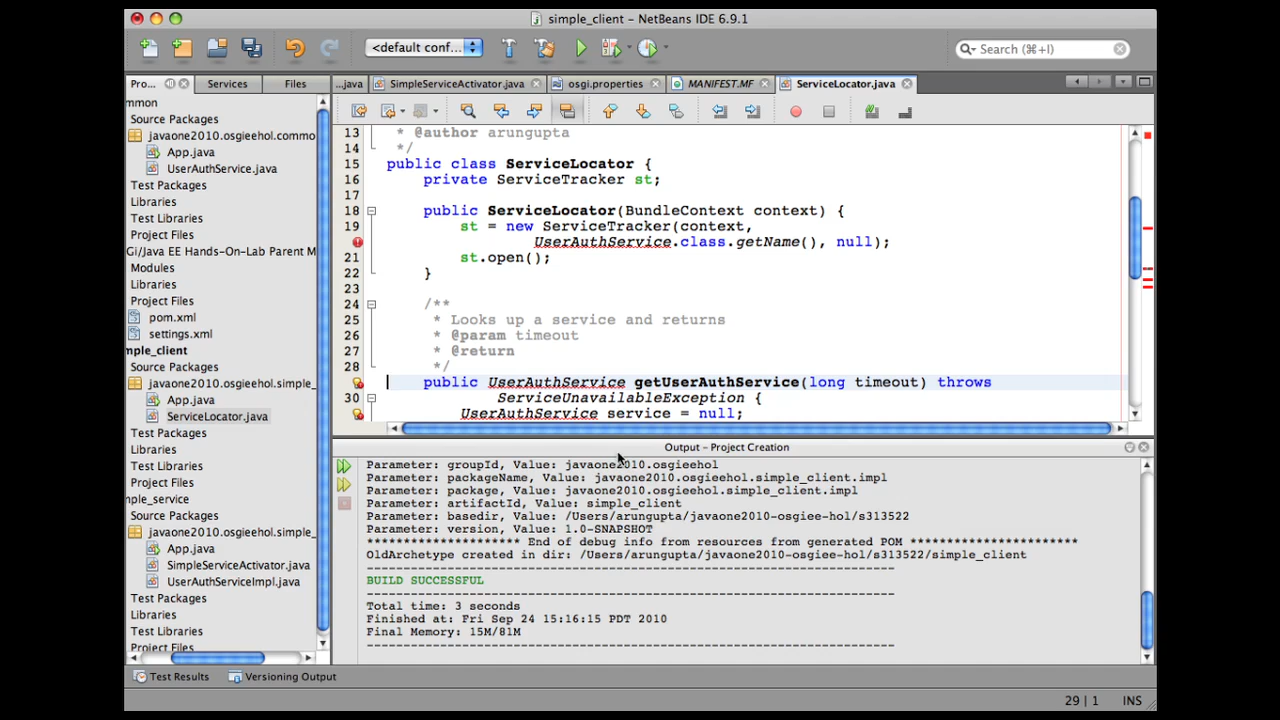 simple_client – NetBeans IDE 6.9.1
<default conf...
Search (⌘+I)
Pro...
Services
Files
...java
SimpleServiceActivator.java
osgi.properties
MANIFEST.MF
ServiceLocator.java
mmon
Source Packages
javaone2010.osgieehol.commo
App.java
UserAuthService.java
Test Packages
Libraries
Test Libraries
Project Files
Gi/Java EE Hands-On-Lab Parent M
Modules
Libraries
Project Files
pom.xml
settings.xml
mple_client
Source Packages
javaone2010.osgieehol.simple_
App.java
ServiceLocator.java
Test Packages
Libraries
Test Libraries
Project Files
mple_service
Source Packages
javaone2010.osgieehol.simple_
App.java
SimpleServiceActivator.java
UserAuthServiceImpl.java
Test Packages
Libraries
Test Libraries
Project Files
13 * @author arungupta
14 */
15 public class ServiceLocator {
16 private ServiceTracker st;
17
18 public ServiceLocator(BundleContext context) {
19 st = new ServiceTracker(context,
UserAuthService.class.getName(), null);
21 st.open();
22 }
23
24 /**
25 * Looks up a service and returns
26 * @param timeout
27 * @return
28 */
public UserAuthService getUserAuthService(long timeout) throws
30 ServiceUnavailableException {
UserAuthService service = null;
Output – Project Creation
Parameter: groupId, Value: javaone2010.osgieehol
Parameter: packageName, Value: javaone2010.osgieehol.simple_client.impl
Parameter: package, Value: javaone2010.osgieehol.simple_client.impl
Parameter: artifactId, Value: simple_client
Parameter: basedir, Value: /Users/arungupta/javaone2010-osgiee-hol/s313522
Parameter: version, Value: 1.0-SNAPSHOT
********************* End of debug info from resources from generated POM ***********************
OldArchetype created in dir: /Users/arungupta/javaone2010-osgiee-hol/s313522/simple_client
------------------------------------------------------------------------
BUILD SUCCESSFUL
------------------------------------------------------------------------
Total time: 3 seconds
Finished at: Fri Sep 24 15:16:15 PDT 2010
Final Memory: 15M/81M
------------------------------------------------------------------------
Test Results
Versioning Output
29 | 1
INS